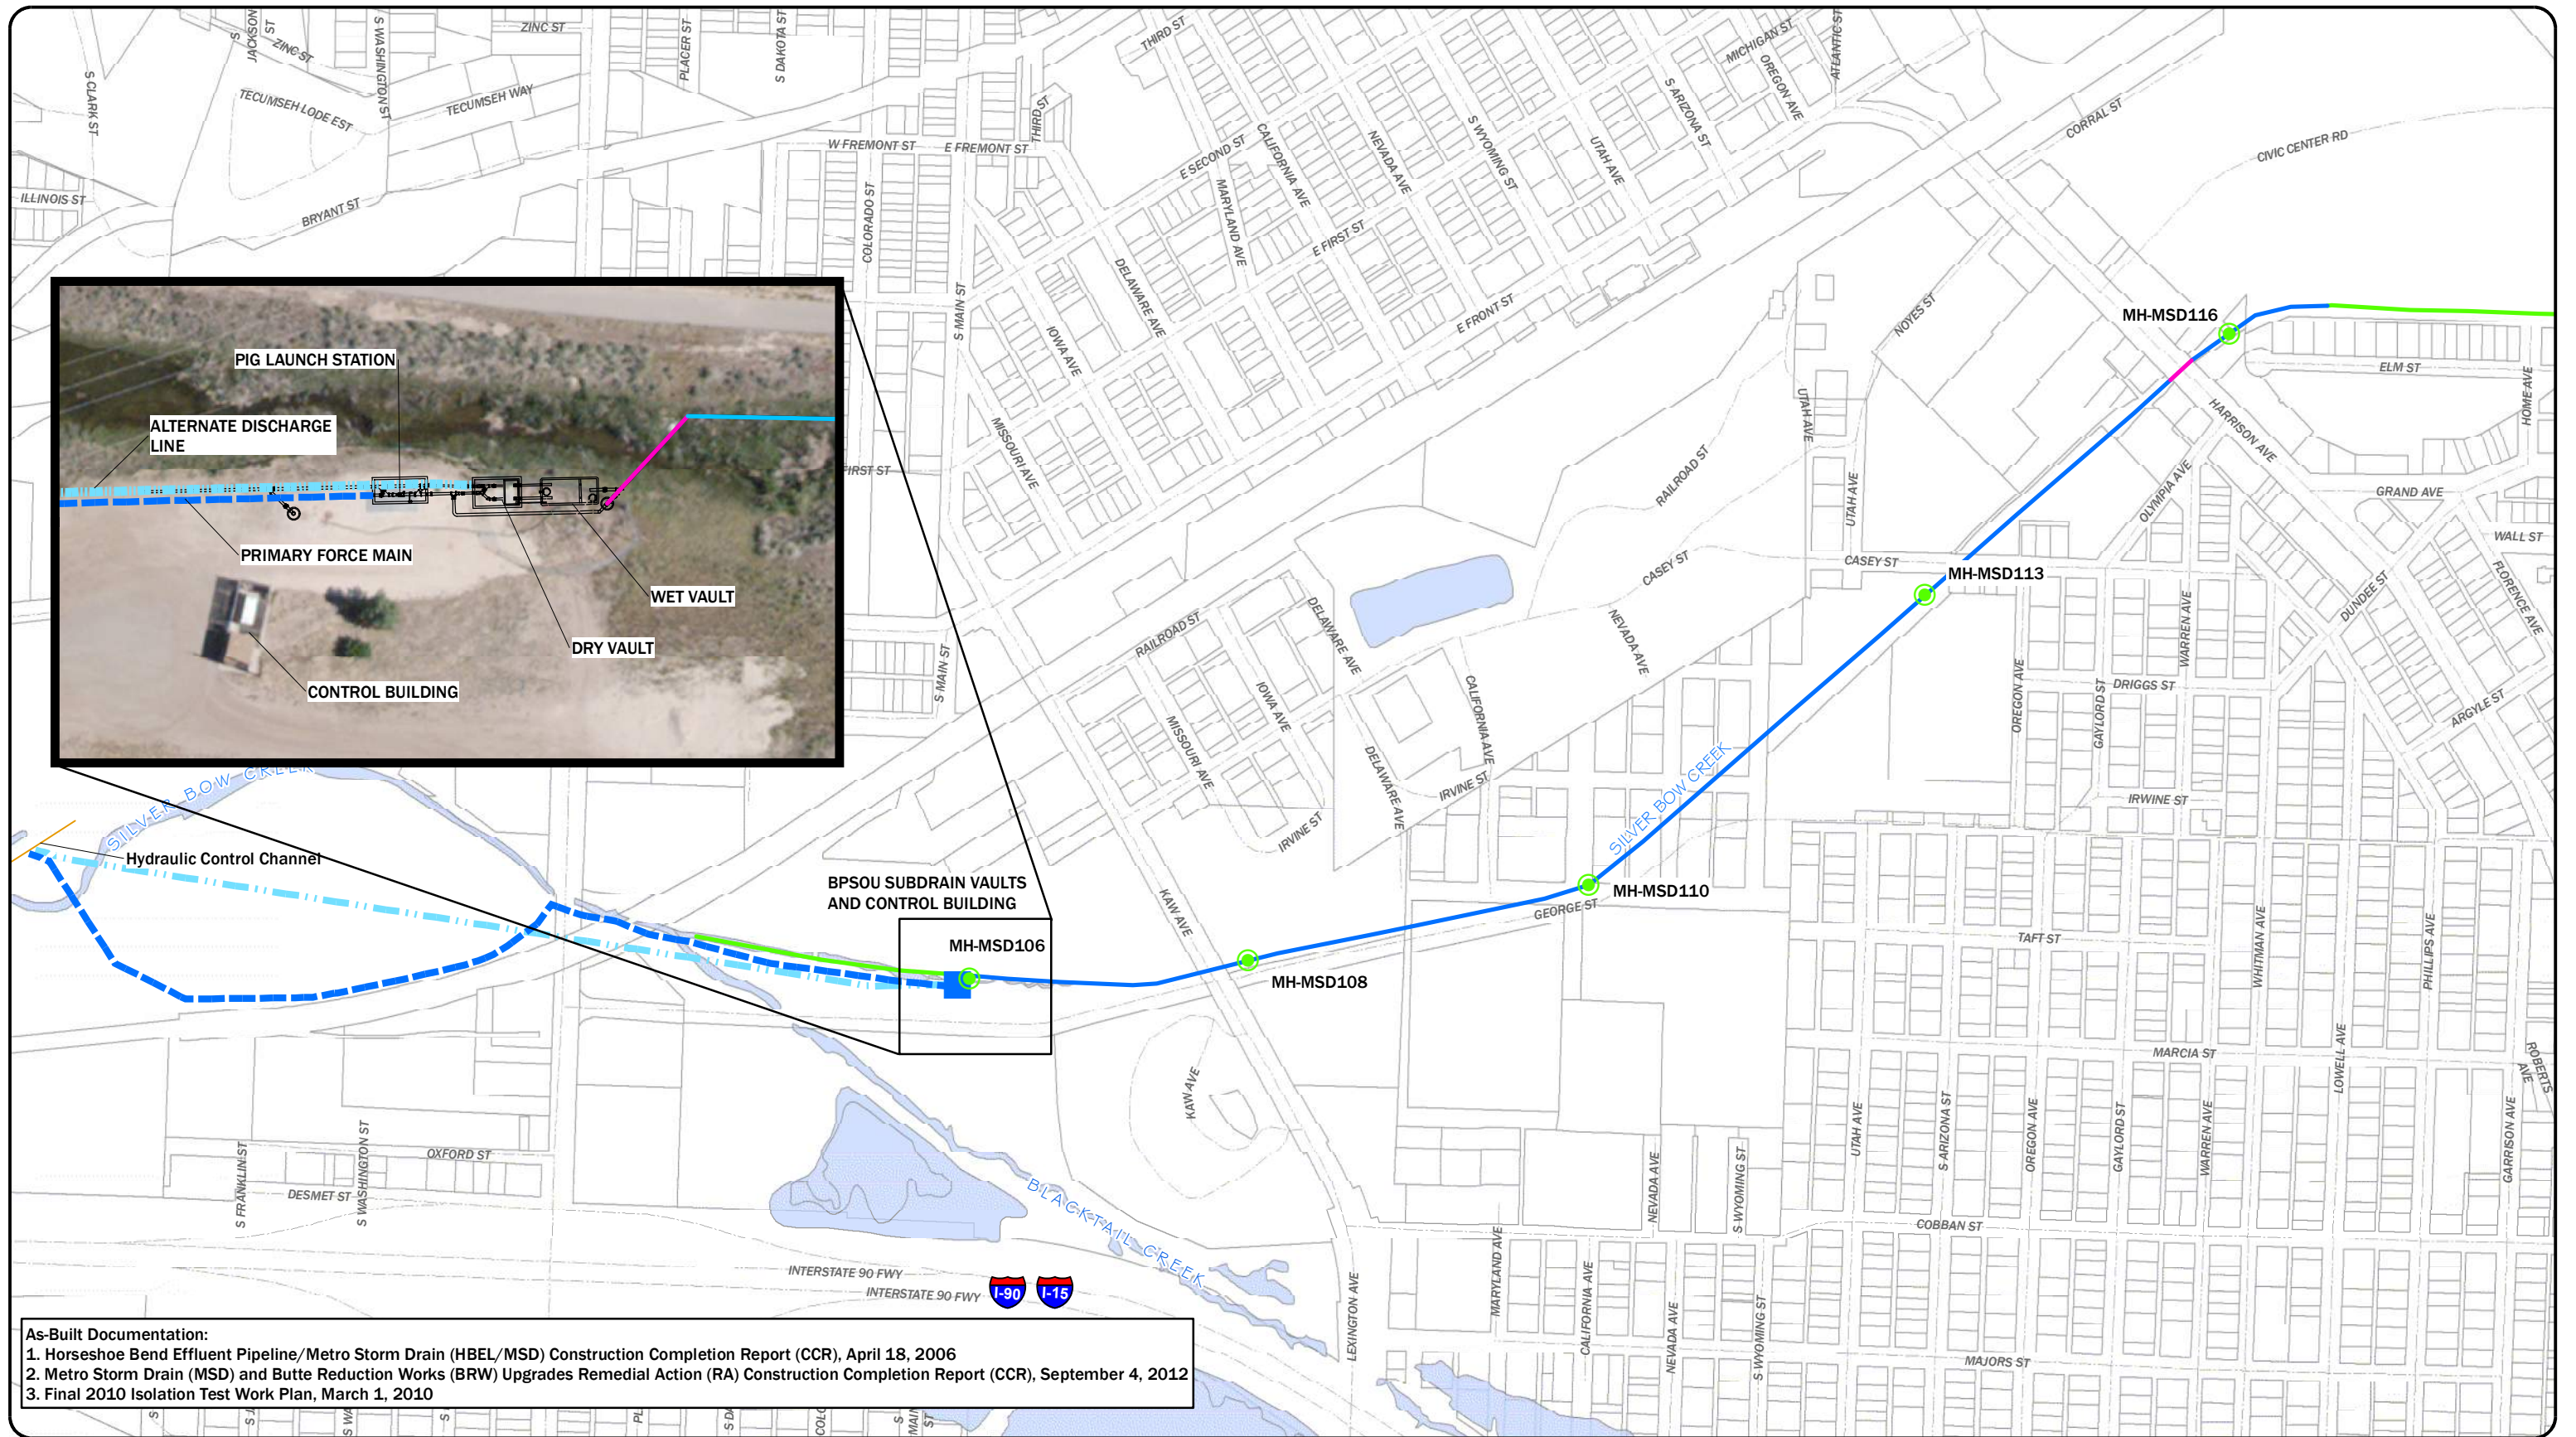 S JACKSON ST
ZINC ST
ZINC ST
S CLARK ST
S WASHINGTON ST
PLACER ST
S DAKOTA ST
THIRD ST
MICHIGAN ST
OREGON AVE
ATLANTIC ST
S ARIZONA ST
CORRAL ST
CIVIC CENTER RD
TECUMSEH LODE EST
TECUMSEH WAY
THIRD ST
W FREMONT ST
E FREMONT ST
E SECOND ST
CALIFORNIA AVE
NEVADA AVE
S WYOMING ST
UTAH AVE
ILLINOIS ST
BRYANT ST
COLORADO ST
MARYLAND AVE
E FIRST ST
DELAWARE AVE
S MAIN ST
IOWA AVE
E FRONT ST
NOYES ST
MH-MSD116
ELM ST
HOME AVE
HARRISON AVE
PIG LAUNCH STATION
ALTERNATE DISCHARGE
LINE
PRIMARY FORCE MAIN
WET VAULT
DRY VAULT
CONTROL BUILDING
FIRST ST
MISSOURI AVE
RAILROAD ST
UTAH AVE
UTAH AVE
OLYMPIA AVE
GRAND AVE
WALL ST
CASEY ST
CASEY ST
MH-MSD113
FLORENCE AVE
DUNDEE ST
RAILROAD ST
DELAWARE AVE
NEVADA AVE
WARREN AVE
S MAIN ST
IOWA AVE
MISSOURI AVE
CALIFORNIA AVE
OREGON AVE
GAYLORD ST
DRIGGS ST
ARGYLE ST
DELAWARE AVE
IRVINE ST
IRVINE ST
SILVER BOW CREEK
IRWINE ST
SILVER BOW CREEK
Hydraulic Control Channel
BPSOU SUBDRAIN VAULTS
AND CONTROL BUILDING
MH-MSD106
KAW AVE
MH-MSD108
GEORGE ST
MH-MSD110
TAFT ST
WHITMAN AVE
PHILLIPS AVE
MARCIA ST
LOWELL AVE
ROBERTS AVE
KAW AVE
UTAH AVE
S ARIZONA ST
OREGON AVE
GAYLORD ST
WARREN AVE
GARRISON AVE
OXFORD ST
DESMET ST
S FRANKLIN ST
S WASHINGTON ST
BLACKTAIL CREEK
NEVADA AVE
S WYOMING ST
COBBAN ST
MARYLAND AVE
CALIFORNIA AVE
NEVADA AVE
S WYOMING ST
LEXINGTON AVE
MAJORS ST
INTERSTATE 90 FWY
INTERSTATE 90 FWY
I-90
I-15
As-Built Documentation:
1. Horseshoe Bend Effluent Pipeline/Metro Storm Drain (HBEL/MSD) Construction Completion Report (CCR), April 18, 2006
2. Metro Storm Drain (MSD) and Butte Reduction Works (BRW) Upgrades Remedial Action (RA) Construction Completion Report (CCR), September 4, 2012
3. Final 2010 Isolation Test Work Plan, March 1, 2010
S
S J
S WA
S
PL
S DA
COLO
S MAIN ST